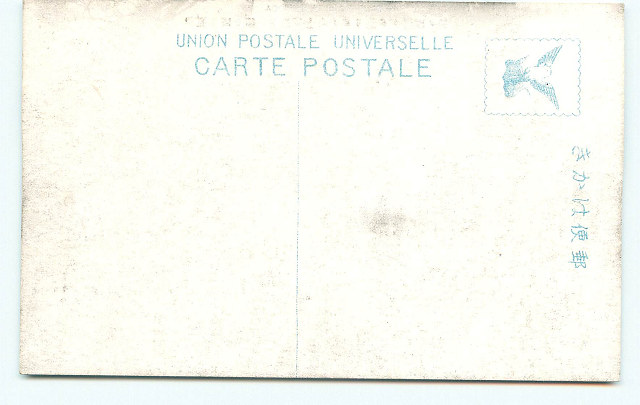 UNION POSTALE UNIVERSELLE
CARTE POSTALE
郵便はかき